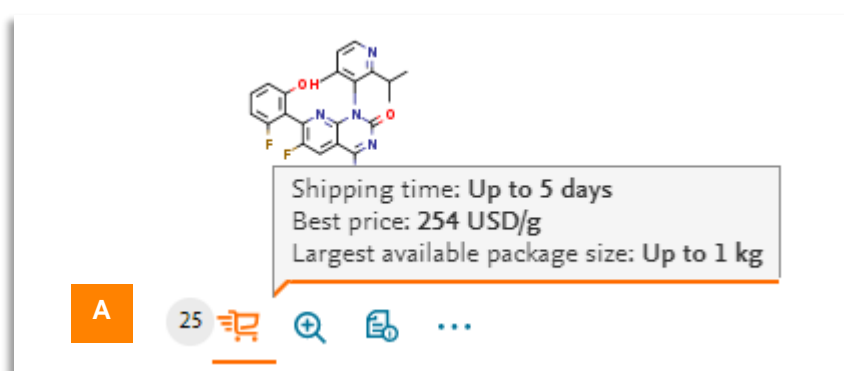 N
OH
N
N
O
F
F
N
Shipping time: Up to 5 days
Best price: 254 USD/g
Largest available package size: Up to 1 kg
A
25
...